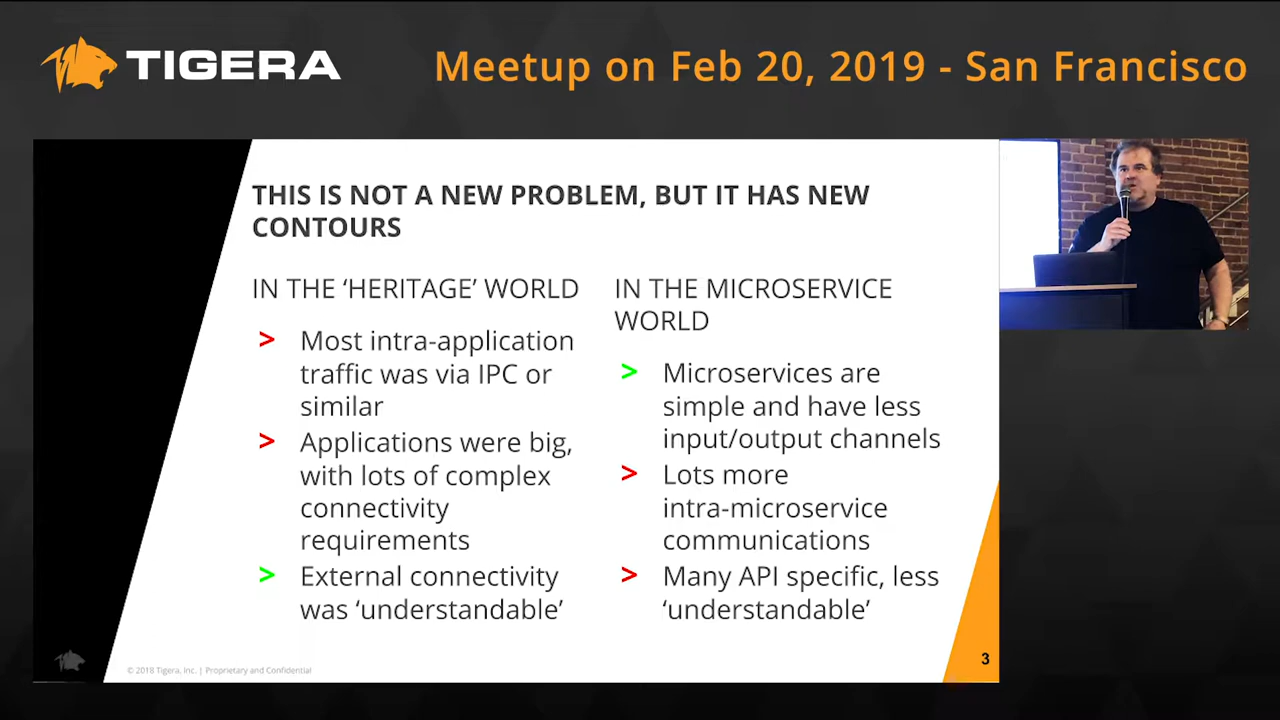 TIGERA
Meetup on Feb 20, 2019 - San Francisco
THIS IS NOT A NEW PROBLEM, BUT IT HAS NEW
CONTOURS
IN THE ‘HERITAGE’ WORLD
> Most intra-application
traffic was via IPC or
similar
> Applications were big,
with lots of complex
connectivity
requirements
> External connectivity
was ‘understandable’
IN THE MICROSERVICE
WORLD
> Microservices are
simple and have less
input/output channels
> Lots more
intra-microservice
communications
> Many API specific, less
‘understandable’
© 2018 Tigera, Inc. | Proprietary and Confidential
3